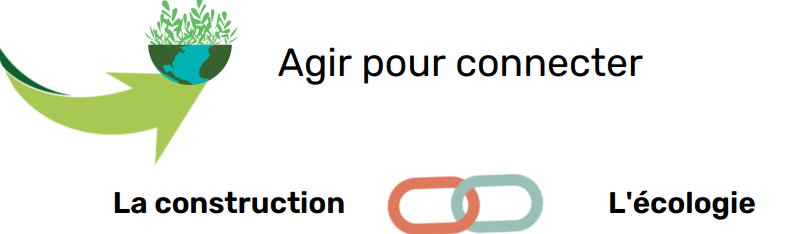 Agir pour connecter
La construction
L'écologie